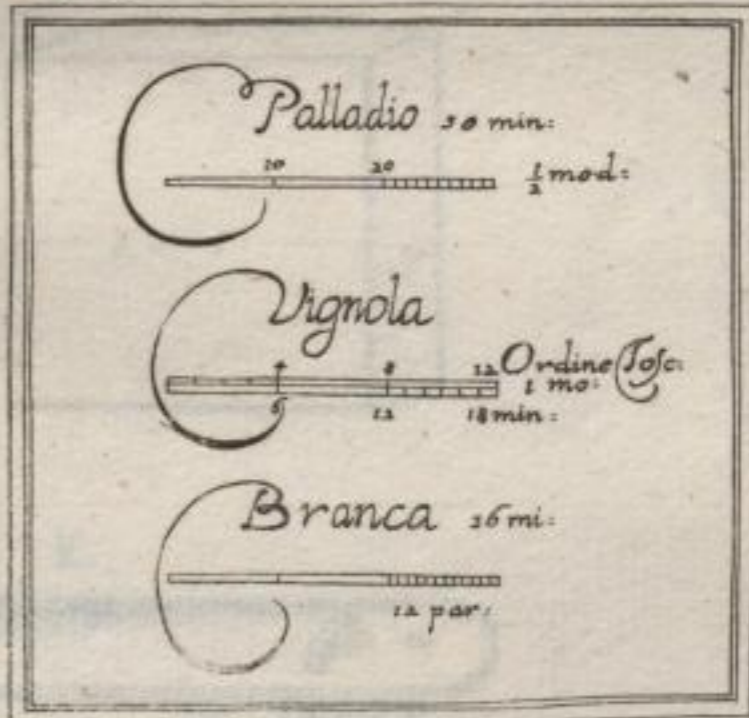 Palladio 30 min:
10 20
1/2 mod:
Vignola
4 8 12 Ordine Tosc:
1 mo:
6 12 18 min:
Branca 36 mi:
12 par: